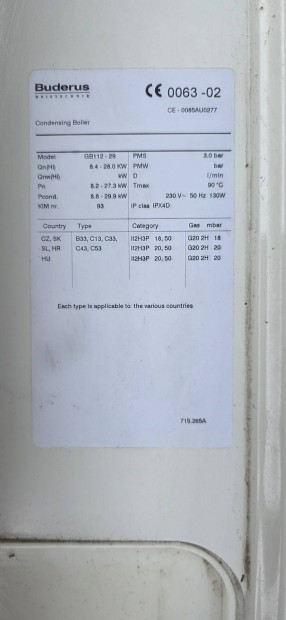 Buderus
HEIZTECHNIK
CE 0063 -02
CE - 0085AU0277
Condensing Boiler
Model GB112 - 29 PMS 3.0 bar
Qn(Hi) 8.4 - 28.0 KW PMW bar
Qnw(Hi) kW D l/min
Pn 8.2 - 27.3 kW Tmax 90 °C
Pcond. 8.8 - 29.9 kW 230 V~ 50 Hz 130W
KIM nr. 93 IP clas IPX4D
Country Type Category Gas mbar
CZ, SK B33, C13, C33, II2H3P 18, 50 G20 2H 18
SL, HR C43, C53 II2H3P 20, 50 G20 2H 20
HU II2H3P 20, 50 G20 2H 20
Each type is applicable to the various countries
715.265A